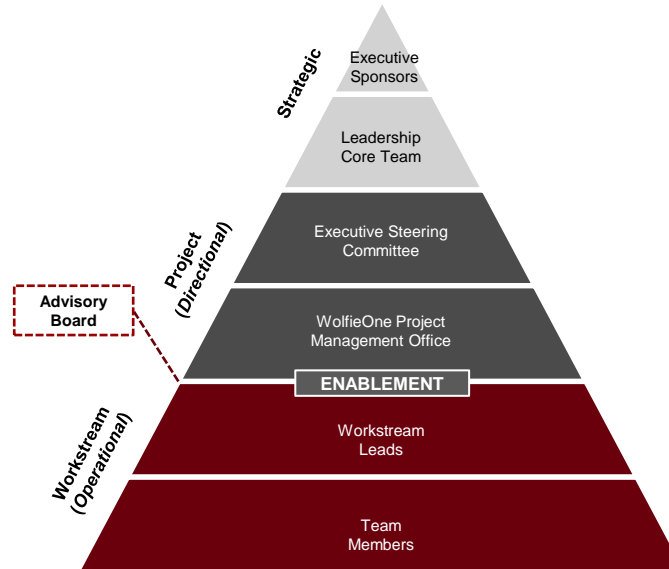 Strategic
Executive
Sponsors
Leadership
Core Team
Project
(Directional)
Executive Steering
Committee
Advisory
Board
WolfieOne Project
Management Office
ENABLEMENT
Workstream
(Operational)
Workstream
Leads
Team
Members